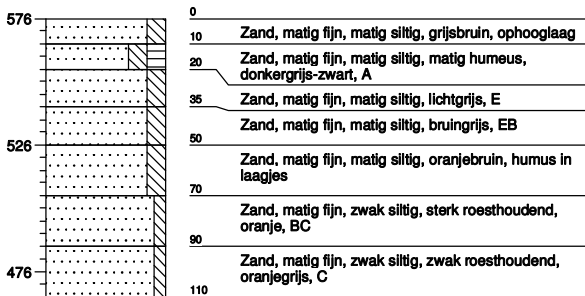 576
0
Zand, matig fijn, matig siltig, grijsbruin, ophooglaag
10
Zand, matig fijn, matig siltig, matig humeus,
donkergrijs-zwart, A
20
Zand, matig fijn, matig siltig, lichtgrijs, E
35
Zand, matig fijn, matig siltig, bruingrijs, EB
526
50
Zand, matig fijn, matig siltig, oranjebruin, humus in
laagjes
70
Zand, matig fijn, zwak siltig, sterk roesthoudend,
oranje, BC
90
Zand, matig fijn, zwak siltig, zwak roesthoudend,
oranjegrijs, C
476
110